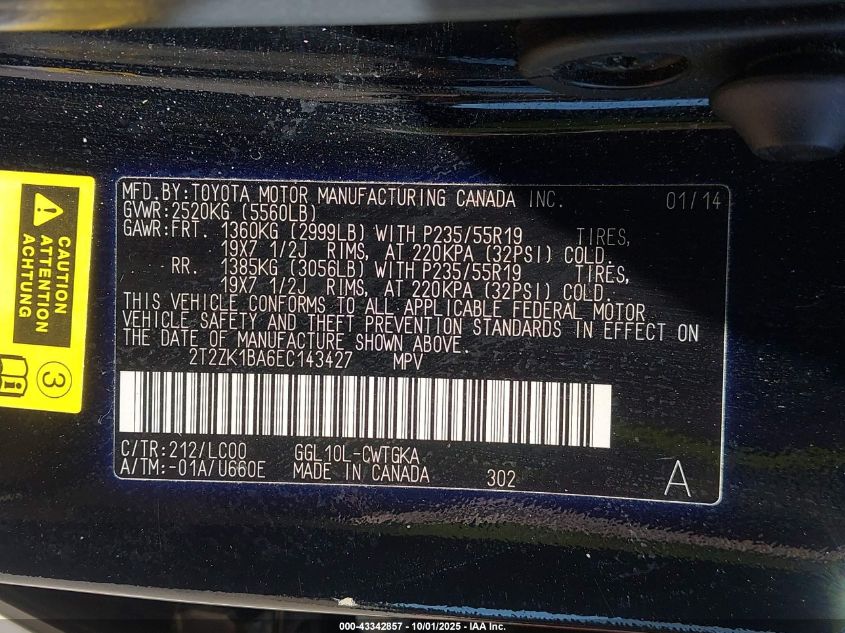 MFD.BY:TOYOTA MOTOR MANUFACTURING CANADA INC. 01/14
GVWR:2520KG (5560LB)
GAWR:FRT. 1360KG (2999LB) WITH P235/55R19 TIRES,
19X7 1/2J RIMS, AT 220KPA (32PSI) COLD.
RR. 1385KG (3056LB) WITH P235/55R19 TIRES,
19X7 1/2J RIMS, AT 220KPA (32PSI) COLD.
THIS VEHICLE CONFORMS TO ALL APPLICABLE FEDERAL MOTOR
VEHICLE SAFETY AND THEFT PREVENTION STANDARDS IN EFFECT ON
THE DATE OF MANUFACTURE SHOWN ABOVE.
2T2ZK1BA6EC143427 MPV
C/TR:212/LC00 GGL10L-CWTGKA
A/TM:-01A/U660E MADE IN CANADA 302 A
CAUTION
ATTENTION
ACHTUNG
3
000-43342857 - 10/01/2025 - IAA Inc.